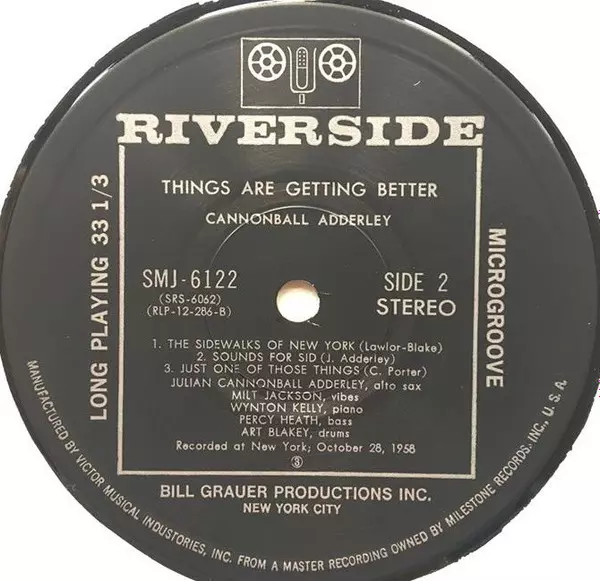 RIVERSIDE
THINGS ARE GETTING BETTER
CANNONBALL ADDERLEY
SMJ-6122
(SRS-6062)
(RLP-12-286-B)
SIDE 2
STEREO
1. THE SIDEWALKS OF NEW YORK (Lawlor-Blake)
2. SOUNDS FOR SID (J. Adderley)
3. JUST ONE OF THOSE THINGS (C. Porter)
JULIAN CANNONBALL ADDERLEY, alto sax
MILT JACKSON, vibes
WYNTON KELLY, piano
PERCY HEATH, bass
ART BLAKEY, drums
Recorded at New York; October 28, 1958
BILL GRAUER PRODUCTIONS INC.
NEW YORK CITY
LONG PLAYING 33 1/3
MICROGROOVE
MANUFACTURED BY VICTOR MUSICAL INDUSTORIES, INC. FROM A MASTER RECORDING OWNED BY MILESTONE RECORDS, INC., U. S. A.